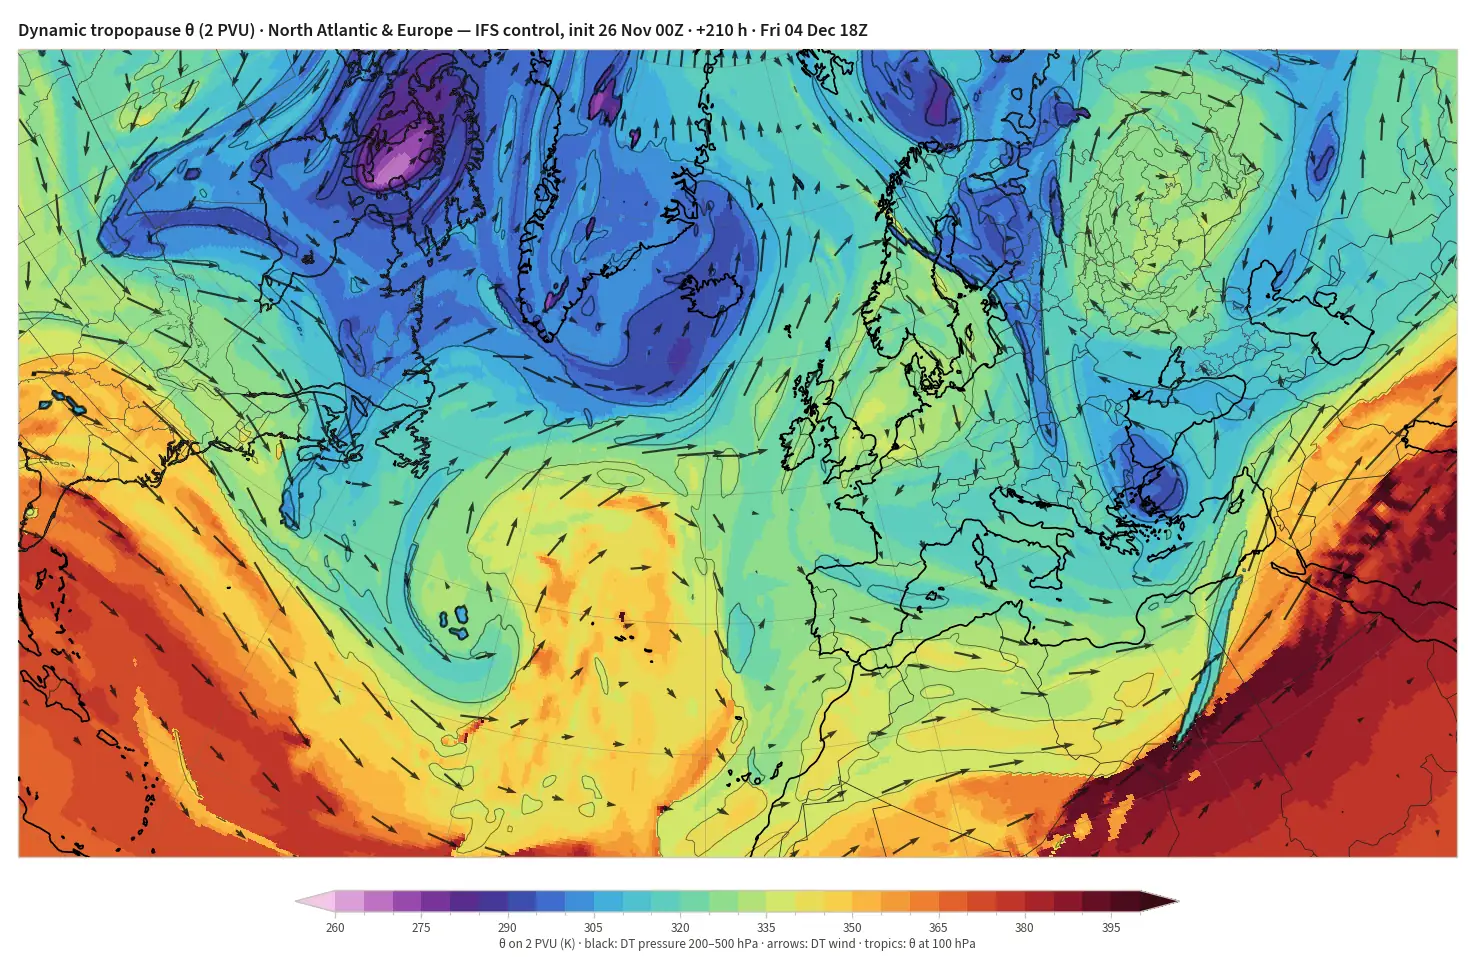 Dynamic tropopause θ (2 PVU) · North Atlantic & Europe — IFS control, init 26 Nov 00Z · +210 h · Fri 04 Dec 18Z
260 275 290 305 320 335 350 365 380 395
θ on 2 PVU (K) · black: DT pressure 200–500 hPa · arrows: DT wind · tropics: θ at 100 hPa